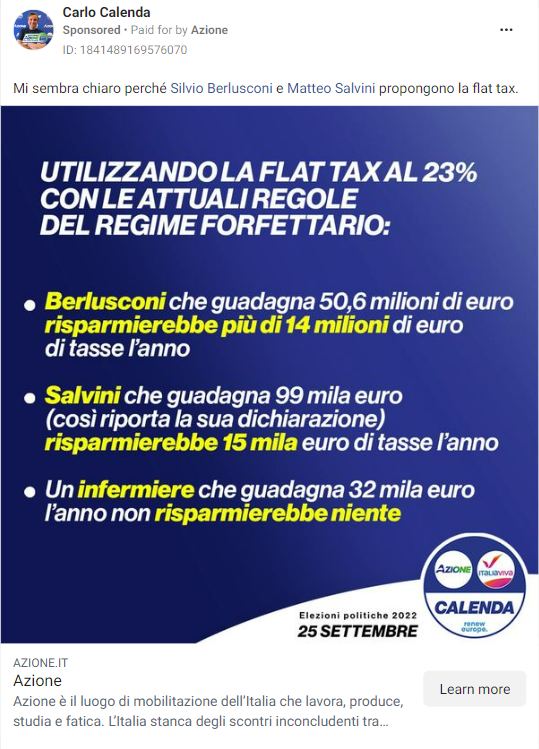 Carlo Calenda
Sponsored • Paid for by Azione
ID: 1841489169576070
Mi sembra chiaro perché Silvio Berlusconi e Matteo Salvini propongono la flat tax.
UTILIZZANDO LA FLAT TAX AL 23%
CON LE ATTUALI REGOLE
DEL REGIME FORFETTARIO:
• Berlusconi che guadagna 50,6 milioni di euro
risparmierebbe più di 14 milioni di euro
di tasse l'anno
• Salvini che guadagna 99 mila euro
(così riporta la sua dichiarazione)
risparmierebbe 15 mila euro di tasse l'anno
• Un infermiere che guadagna 32 mila euro
l'anno non risparmierebbe niente
AZIONE
ITALIA VIVA
CALENDA
renew
europe.
Elezioni politiche 2022
25 SETTEMBRE
AZIONE.IT
Azione
Azione è il luogo di mobilitazione dell'Italia che lavora, produce,
studia e fatica. L'Italia stanca degli scontri inconcludenti tra...
Learn more